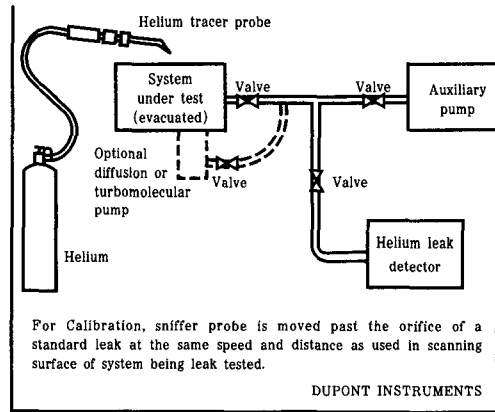 Helium tracer probe
System
under test
(evacuated)
Valve
Valve
Auxiliary
pump
Optional
diffusion or
turbomolecular
pump
Valve
Valve
Helium
Helium leak
detector
For Calibration, sniffer probe is moved past the orifice of a
standard leak at the same speed and distance as used in scanning
surface of system being leak tested.
DUPONT INSTRUMENTS